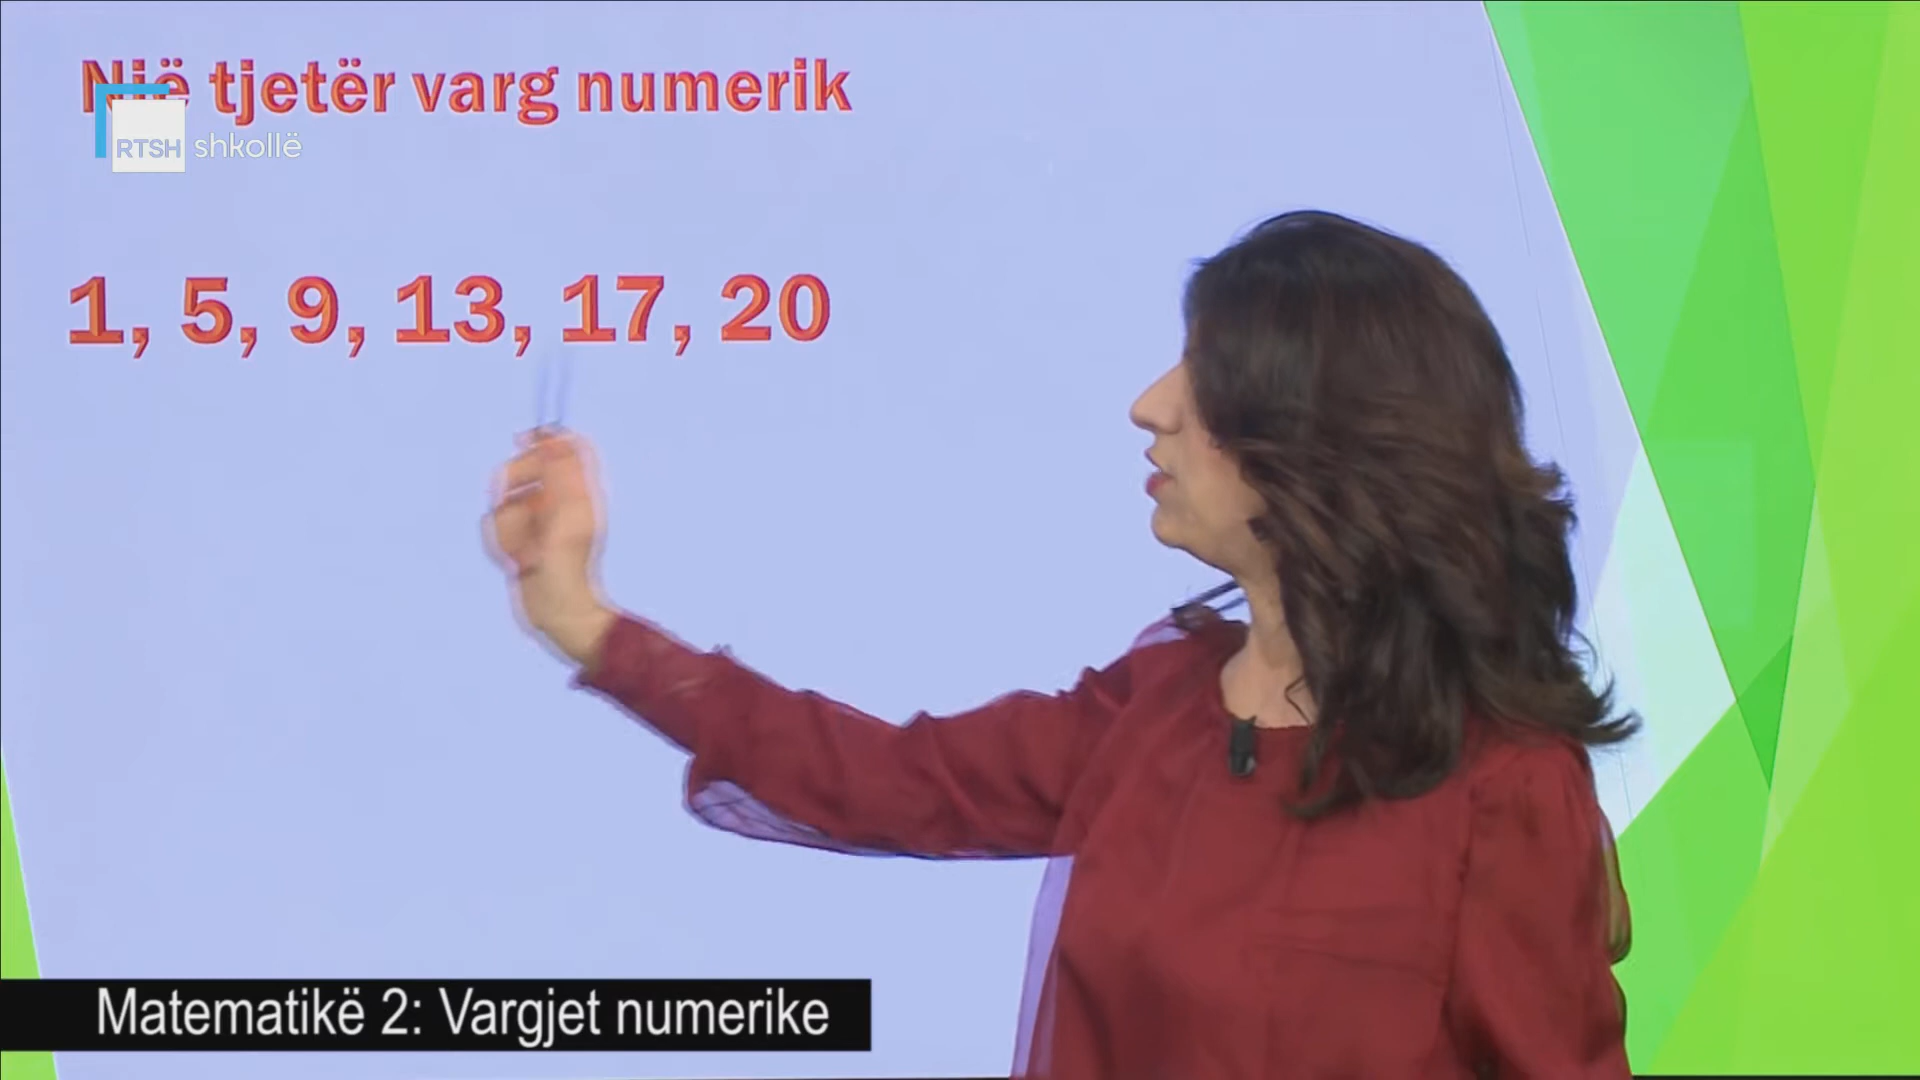 Një tjetër varg numerik
RTSH shkollë
1, 5, 9, 13, 17, 20
Matematikë 2: Vargjet numerike